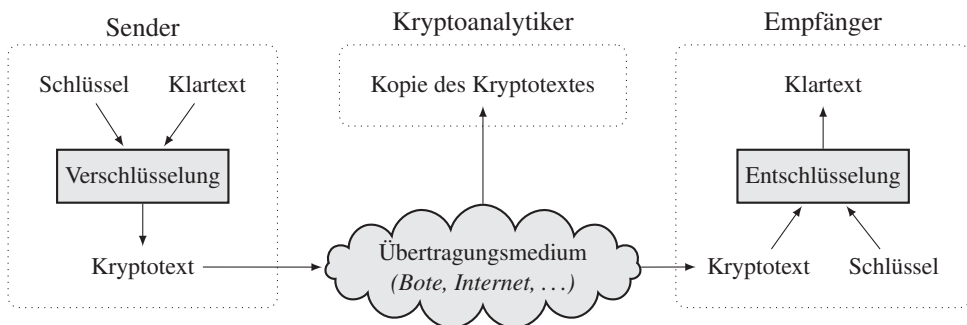 Sender
Kryptoanalytiker
Empfänger
Schlüssel
Klartext
Kopie des Kryptotextes
Klartext
Verschlüsselung
Entschlüsselung
Übertragungsmedium
(Bote, Internet, …)
Kryptotext
Kryptotext
Schlüssel